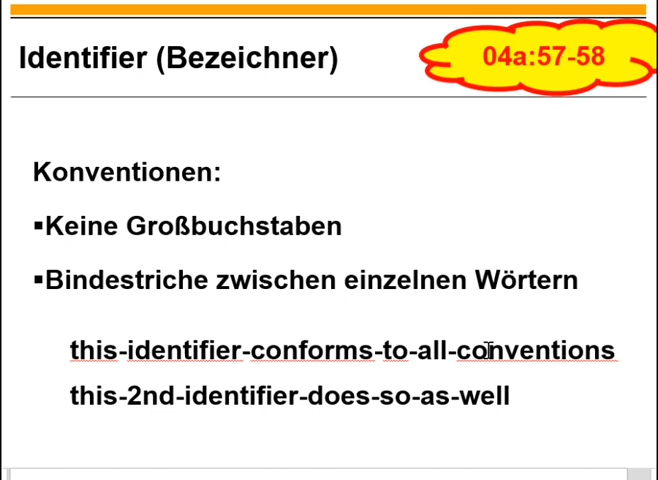 Identifier (Bezeichner)
04a:57-58
Konventionen:
▪Keine Großbuchstaben
▪Bindestriche zwischen einzelnen Wörtern
this-identifier-conforms-to-all-conventions
this-2nd-identifier-does-so-as-well